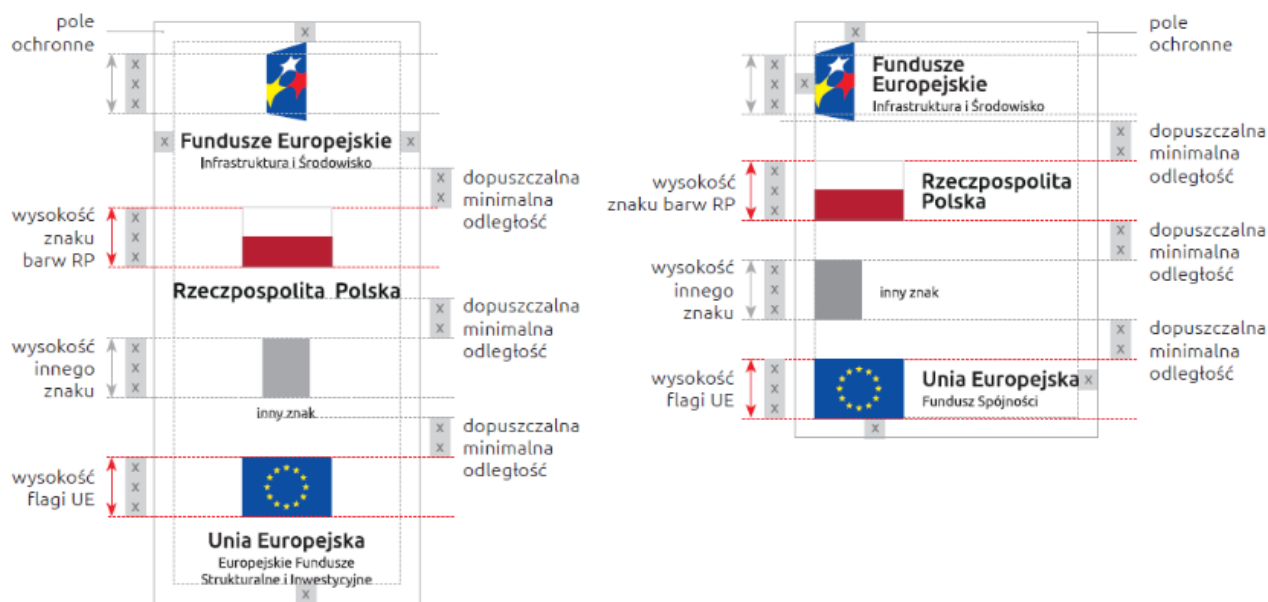 pole
ochronne
x
x
x
x
x
Fundusze Europejskie
x
Infrastruktura i Środowisko
x
x
dopuszczalna
minimalna
odległość
wysokość
znaku
barw RP
x
x
x
Rzeczpospolita Polska
x
x
dopuszczalna
minimalna
odległość
wysokość
innego
znaku
x
x
x
inny znak
x
x
dopuszczalna
minimalna
odległość
wysokość
flagi UE
x
x
x
Unia Europejska
Europejskie Fundusze
Strukturalne i Inwestycyjne
x
pole
ochronne
x
x
x
x
x
Fundusze
Europejskie
Infrastruktura i Środowisko
x
x
dopuszczalna
minimalna
odległość
wysokość
znaku barw RP
x
x
x
Rzeczpospolita
Polska
x
x
dopuszczalna
minimalna
odległość
wysokość
innego
znaku
x
x
x
inny znak
x
x
dopuszczalna
minimalna
odległość
wysokość
flagi UE
x
x
x
Unia Europejska
Fundusz Spójności
x
x